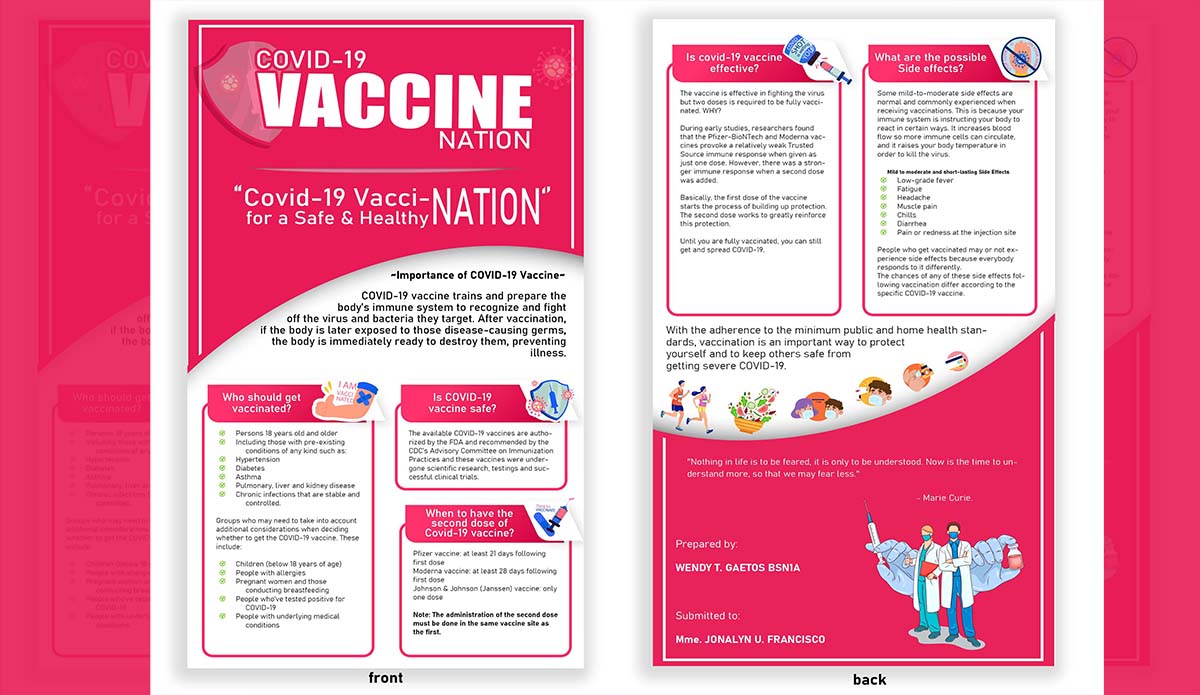 COVID-19
VACCINE
NATION
"Covid-19 Vacci-NATION"
for a Safe & Healthy
~Importance of COVID-19 Vaccine~
COVID-19 vaccine trains and prepare the
body's immune system to recognize and fight
off the virus and bacteria they target. After vaccination,
if the body is later exposed to those disease-causing germs,
the body is immediately ready to destroy them, preventing
illness.
Who should get
vaccinated?
I AM
VACCI
NATED
Persons 18 years old and older
Including those with pre-existing
conditions of any kind such as:
Hypertension
Diabetes
Asthma
Pulmonary, liver and kidney disease
Chronic infections that are stable and
controlled.
Groups who may need to take into account
additional considerations when deciding
whether to get the COVID-19 vaccine. These
include:
Children (below 18 years of age)
People with allergies
Pregnant women and those
conducting breastfeeding
People who've tested positive for
COVID-19
People with underlying medical
conditions
Is COVID-19
vaccine safe?
The available COVID-19 vaccines are autho-
rized by the FDA and recommended by the
CDC's Advisory Committee on Immunization
Practices and these vaccines were under-
gone scientific research, testings and suc-
cessful clinical trials.
When to have the
second dose of
Covid-19 vaccine?
Time to
VACCINATE
Pfizer vaccine: at least 21 days following
first dose
Moderna vaccine: at least 28 days following
first dose
Johnson & Johnson (Janssen) vaccine: only
one dose
Note: The administration of the second dose
must be done in the same vaccine site as
the first.
front
Is covid-19 vaccine
effective?
COVID
SHOT
The vaccine is effective in fighting the virus
but two doses is required to be fully vacci-
nated. WHY?
During early studies, researchers found
that the Pfizer-BioNTech and Moderna vac-
cines provoke a relatively weak Trusted
Source immune response when given as
just one dose. However, there was a stron-
ger immune response when a second dose
was added.
Basically, the first dose of the vaccine
starts the process of building up protection.
The second dose works to greatly reinforce
this protection.
Until you are fully vaccinated, you can still
get and spread COVID-19.
What are the possible
Side effects?
Some mild-to-moderate side effects are
normal and commonly experienced when
receiving vaccinations. This is because your
immune system is instructing your body to
react in certain ways. It increases blood
flow so more immune cells can circulate,
and it raises your body temperature in
order to kill the virus.
Mild to moderate and short-lasting Side Effects
Low-grade fever
Fatigue
Headache
Muscle pain
Chills
Diarrhea
Pain or redness at the injection site
People who get vaccinated may or not ex-
perience side effects because everybody
responds to it differently.
The chances of any of these side effects fol-
lowing vaccination differ according to the
specific COVID-19 vaccine.
With the adherence to the minimum public and home health stan-
dards, vaccination is an important way to protect
yourself and to keep others safe from
getting severe COVID-19.
"Nothing in life is to be feared, it is only to be understood. Now is the time to un-
derstand more, so that we may fear less."
– Marie Curie.
Prepared by:
WENDY T. GAETOS BSN1A
Submitted to:
Mme. JONALYN U. FRANCISCO
back